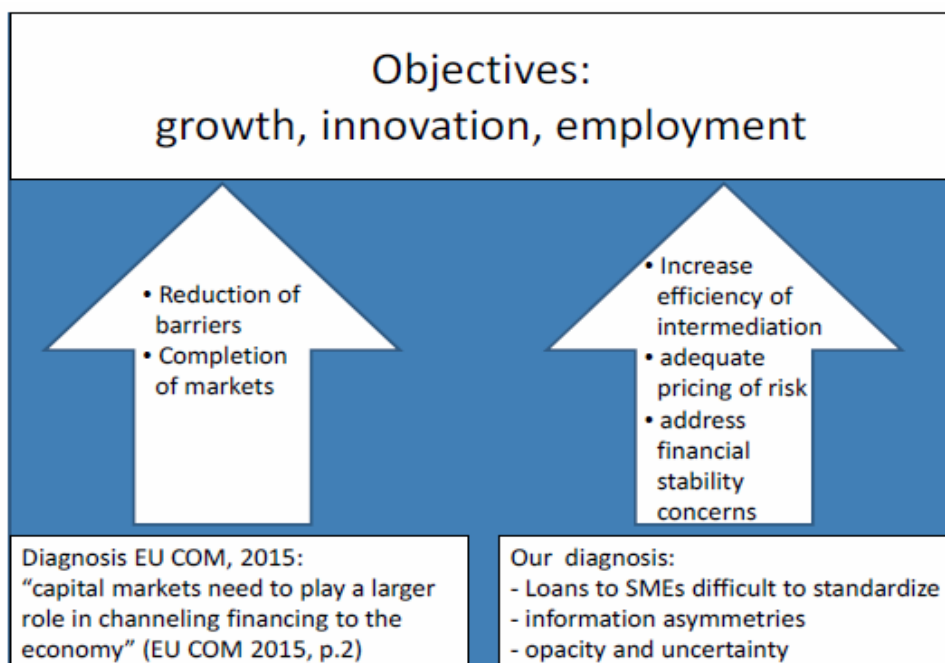 Objectives:
growth, innovation, employment
• Reduction of
barriers
• Completion
of markets
• Increase
efficiency of
intermediation
• adequate
pricing of risk
• address
financial
stability
concerns
Diagnosis EU COM, 2015:
“capital markets need to play a larger
role in channeling financing to the
economy” (EU COM 2015, p.2)
Our diagnosis:
- Loans to SMEs difficult to standardize
- information asymmetries
- opacity and uncertainty